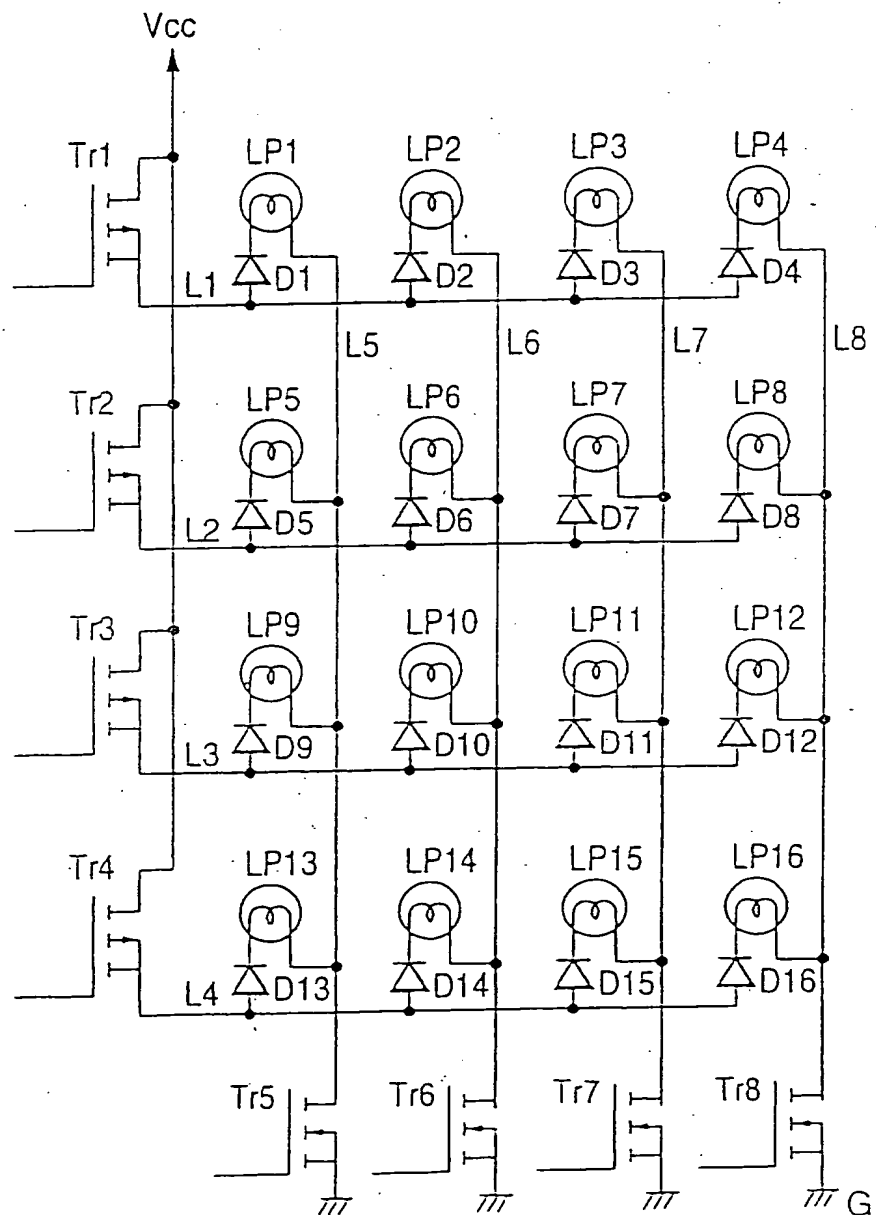 Vcc
Tr1 LP1 LP2 LP3 LP4
L1 D1 D2 D3 D4
L5 L6 L7 L8
Tr2 LP5 LP6 LP7 LP8
L2 D5 D6 D7 D8
Tr3 LP9 LP10 LP11 LP12
L3 D9 D10 D11 D12
Tr4 LP13 LP14 LP15 LP16
L4 D13 D14 D15 D16
Tr5 Tr6 Tr7 Tr8
G